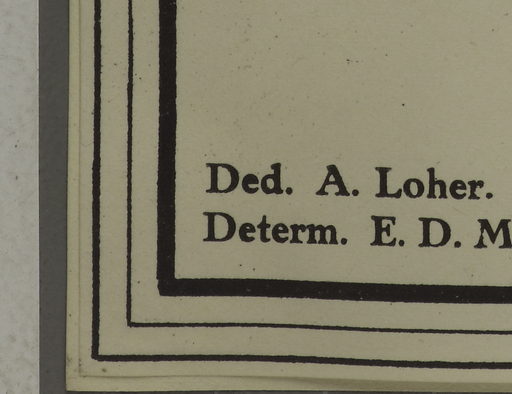 Ded. A. Loher.
Determ. E. D. M